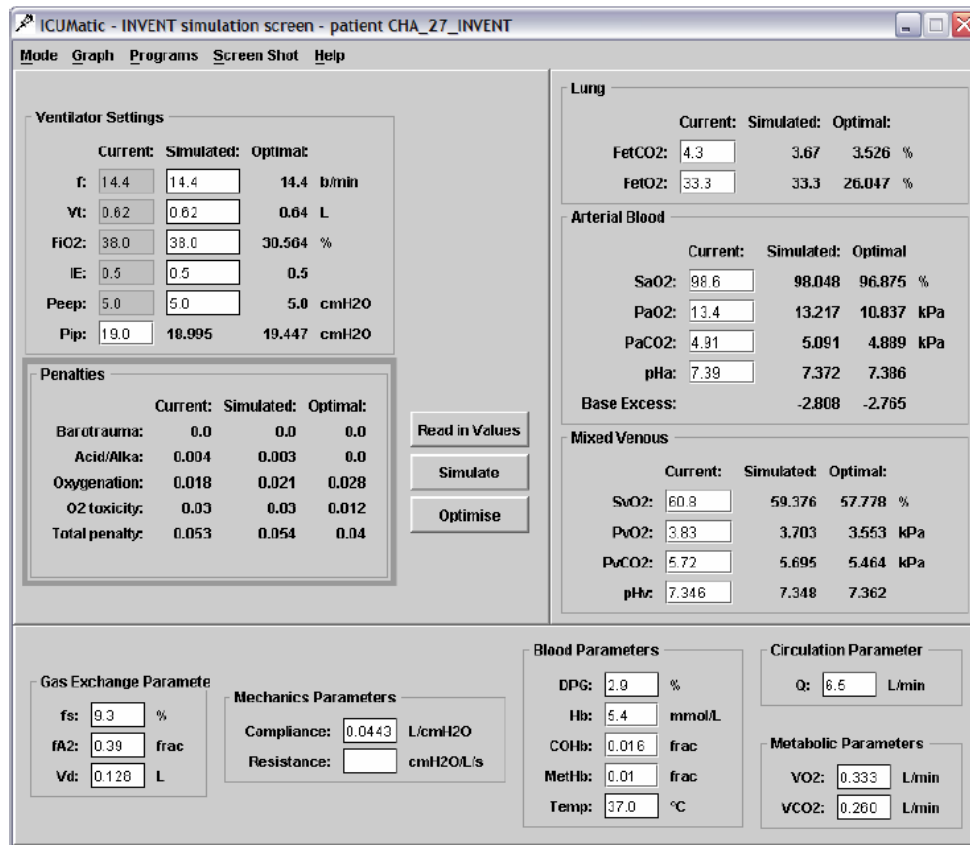 ICUMatic - INVENT simulation screen - patient CHA_27_INVENT
Mode Graph Programs Screen Shot Help
Ventilator Settings
Current: Simulated: Optimal:
f: 14.4 14.4 14.4 b/min
Vt: 0.62 0.62 0.64 L
FiO2: 38.0 38.0 30.564 %
IE: 0.5 0.5 0.5
Peep: 5.0 5.0 5.0 cmH2O
Pip: 19.0 18.995 19.447 cmH2O
Penalties
Current: Simulated: Optimal:
Barotrauma: 0.0 0.0 0.0
Acid/Alka: 0.004 0.003 0.0
Oxygenation: 0.018 0.021 0.028
O2 toxicity: 0.03 0.03 0.012
Total penalty: 0.053 0.054 0.04
Read in Values
Simulate
Optimise
Lung
Current: Simulated: Optimal:
FetCO2: 4.3 3.67 3.526 %
FetO2: 33.3 33.3 26.047 %
Arterial Blood
Current: Simulated: Optimal
SaO2: 98.6 98.048 96.875 %
PaO2: 13.4 13.217 10.837 kPa
PaCO2: 4.91 5.091 4.889 kPa
pHa: 7.39 7.372 7.386
Base Excess: -2.808 -2.765
Mixed Venous
Current: Simulated: Optimal:
SvO2: 60.8 59.376 57.778 %
PvO2: 3.83 3.703 3.553 kPa
PvCO2: 5.72 5.695 5.464 kPa
pHv: 7.346 7.348 7.362
Gas Exchange Paramete
fs: 9.3 %
fA2: 0.39 frac
Vd: 0.128 L
Mechanics Parameters
Compliance: 0.0443 L/cmH2O
Resistance: cmH2O/L/s
Blood Parameters
DPG: 2.9 %
Hb: 5.4 mmol/L
COHb: 0.016 frac
MetHb: 0.01 frac
Temp: 37.0 °C
Circulation Parameter
Q: 6.5 L/min
Metabolic Parameters
VO2: 0.333 L/min
VCO2: 0.260 L/min